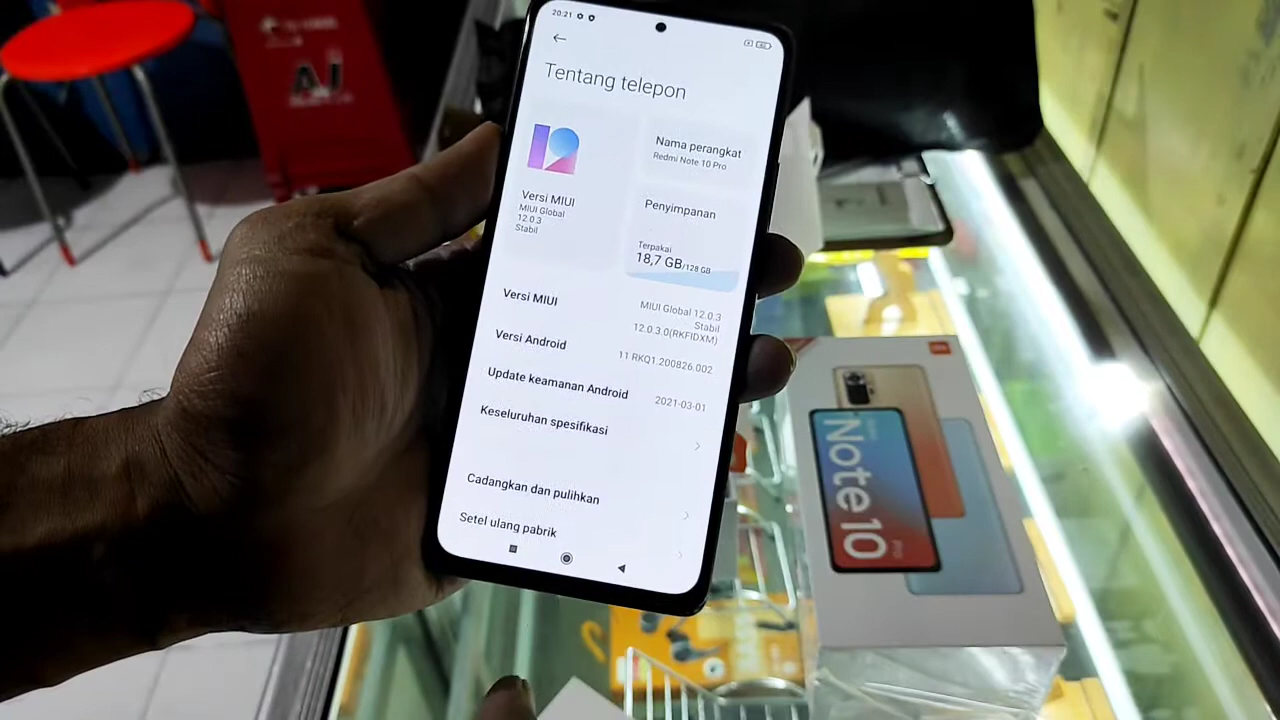 20.21
Tentang telepon
Versi MIUI
MIUI Global
12.0.3
Stabil
Nama perangkat
Redmi Note 10 Pro
Penyimpanan
Terpakai
18,7 GB/128 GB
Versi MIUI
MIUI Global 12.0.3
Stabil
12.0.3.0(RKFIDXM)
Versi Android
11 RKQ1.200826.002
Update keamanan Android
2021-03-01
Keseluruhan spesifikasi
Cadangkan dan pulihkan
Setel ulang pabrik
Note 10
Pro